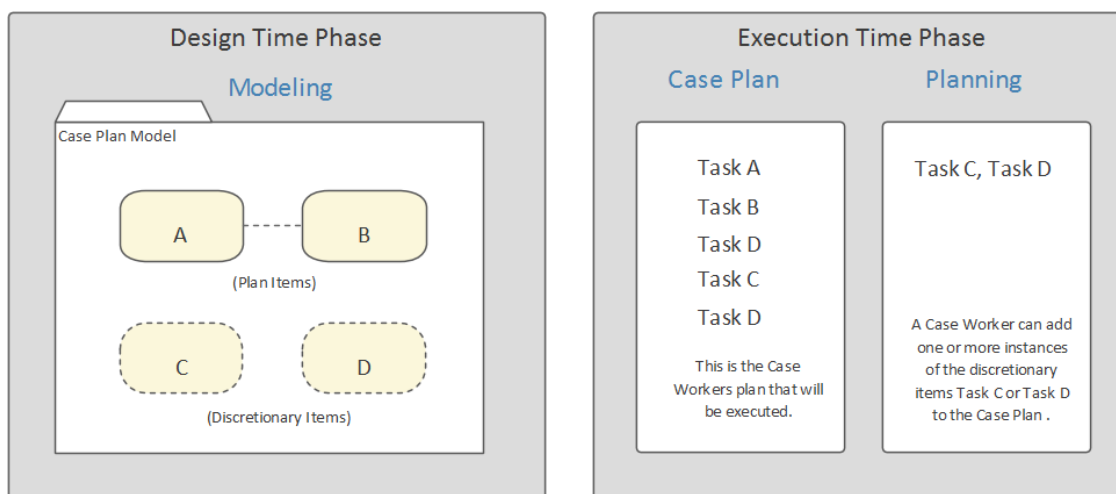 Design Time Phase
Modeling
Case Plan Model
A
B
(Plan Items)
C
D
(Discretionary Items)
Execution Time Phase
Case Plan
Task A
Task B
Task D
Task C
Task D
This is the Case
Workers plan that will
be executed.
Planning
Task C, Task D
A Case Worker can add
one or more instances
of the discretionary
items Task C or Task D
to the Case Plan .